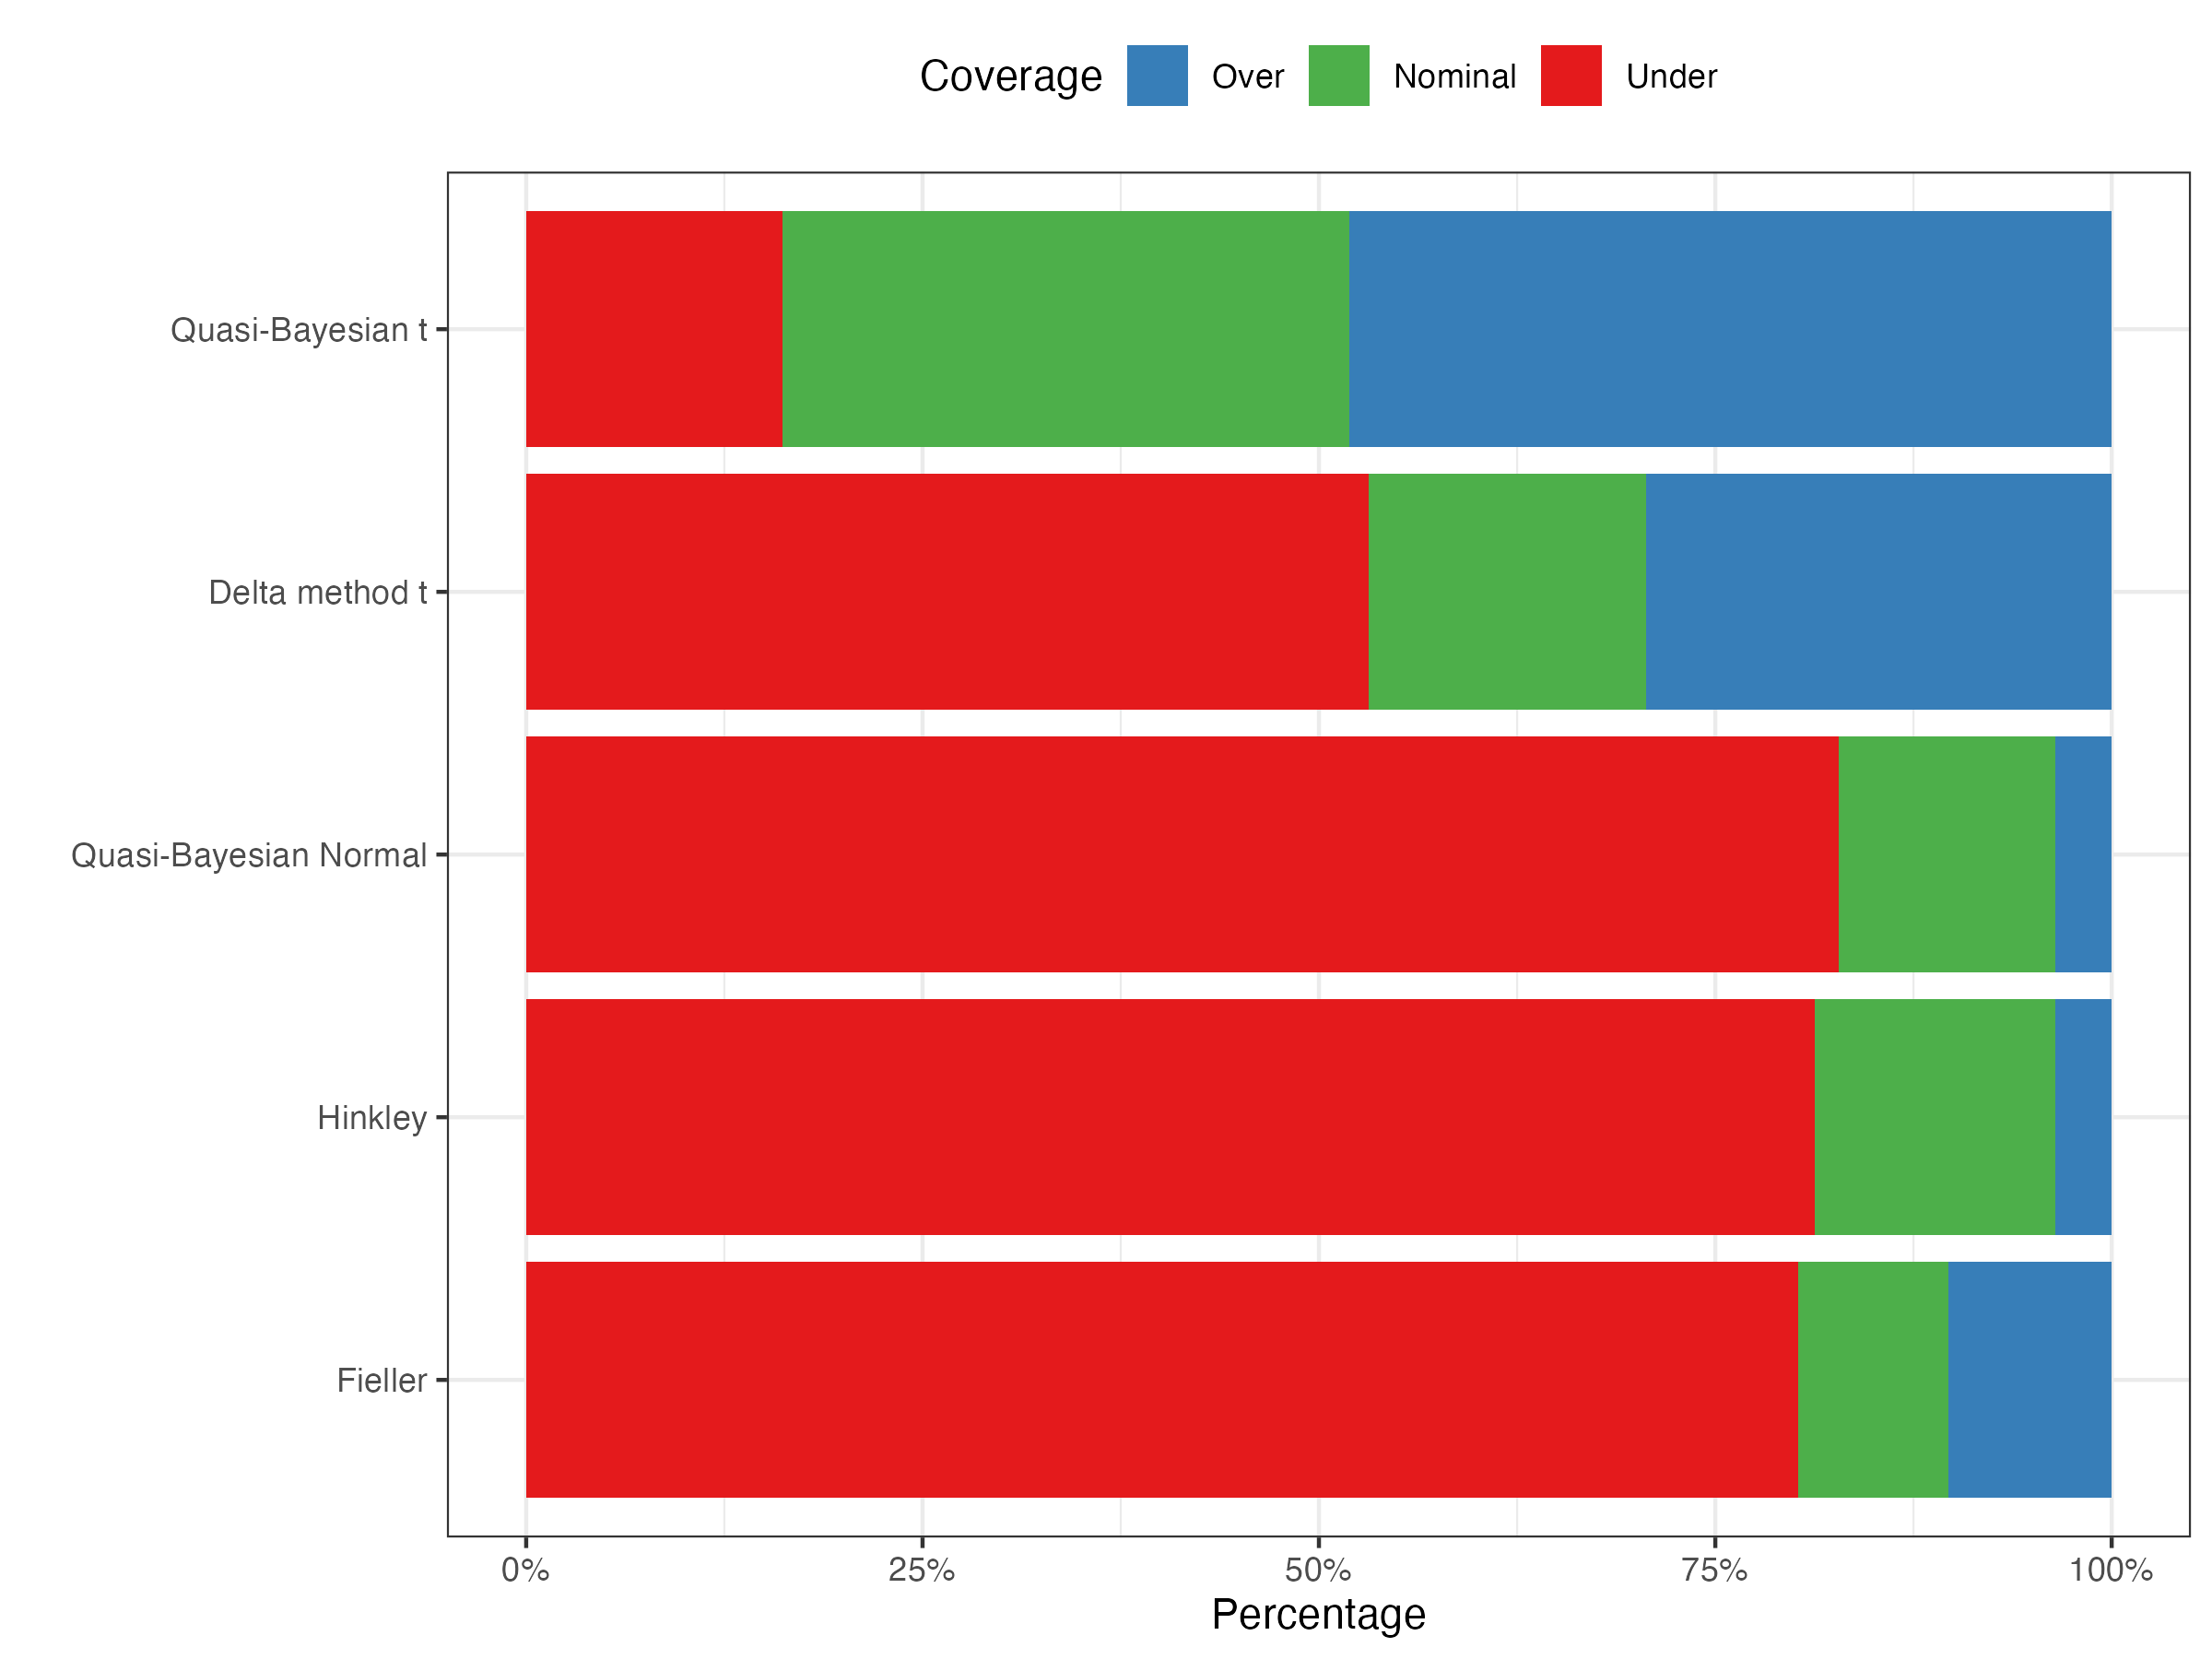 Coverage Over Nominal Under
Quasi-Bayesian t
Delta method t
Quasi-Bayesian Normal
Hinkley
Fieller
0% 25% 50% 75% 100%
Percentage